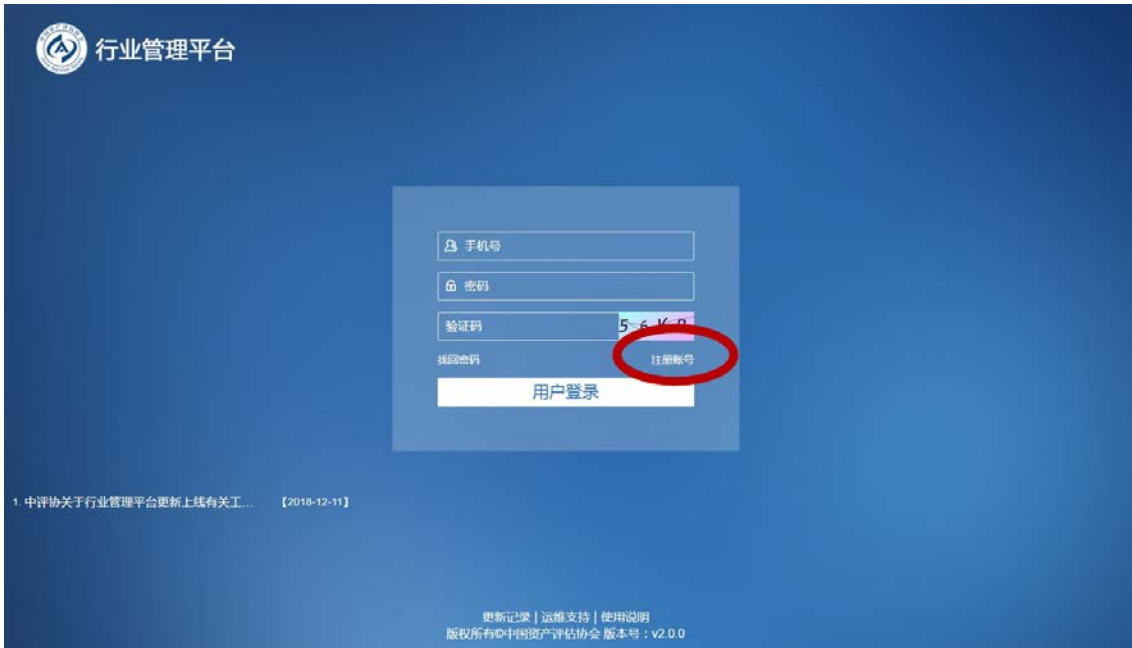 行业管理平台
手机号
密码
验证码
找回密码 注册账号
用户登录
1. 中评协关于行业管理平台更新上线有关工... 【2018-12-11】
更新记录 | 运维支持 | 使用说明
版权所有©中国资产评估协会 版本号：v2.0.0